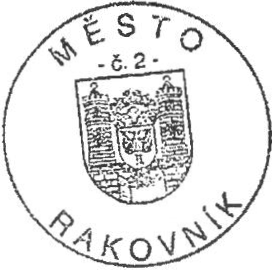 MĚSTO
- č. 2 -
RAKOVNÍK